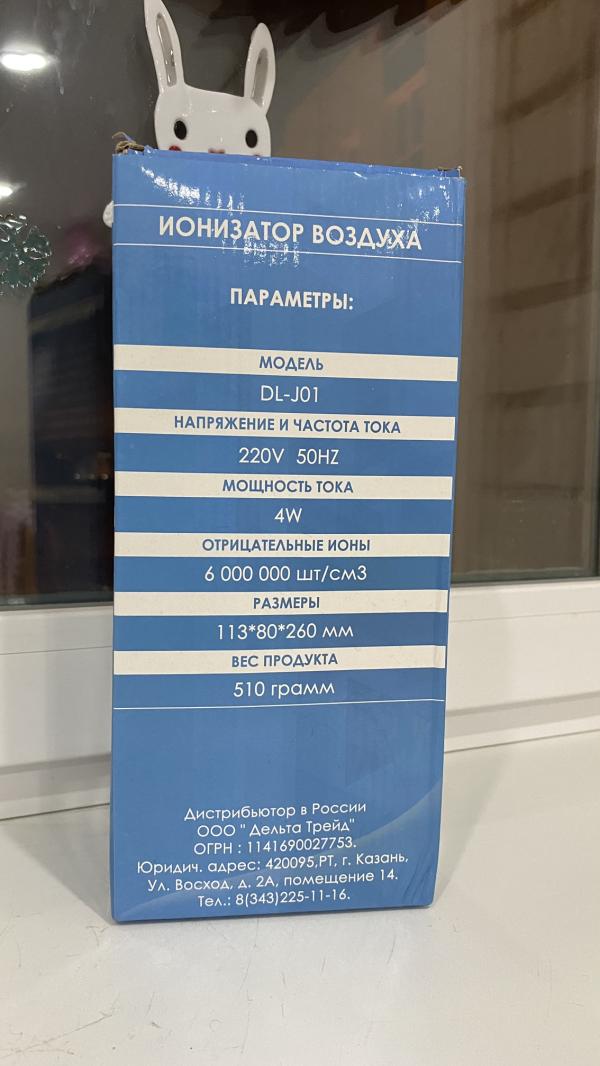 ИОНИЗАТОР ВОЗДУХА
ПАРАМЕТРЫ:
МОДЕЛЬ
DL-J01
НАПРЯЖЕНИЕ И ЧАСТОТА ТОКА
220V 50HZ
МОЩНОСТЬ ТОКА
4W
ОТРИЦАТЕЛЬНЫЕ ИОНЫ
6 000 000 шт/см3
РАЗМЕРЫ
113*80*260 мм
ВЕС ПРОДУКТА
510 грамм
Дистрибьютор в России
ООО " Дельта Трейд"
ОГРН : 1141690027753.
Юридич. адрес: 420095,РТ, г. Казань,
Ул. Восход, д. 2А, помещение 14.
Тел.: 8(343)225-11-16.